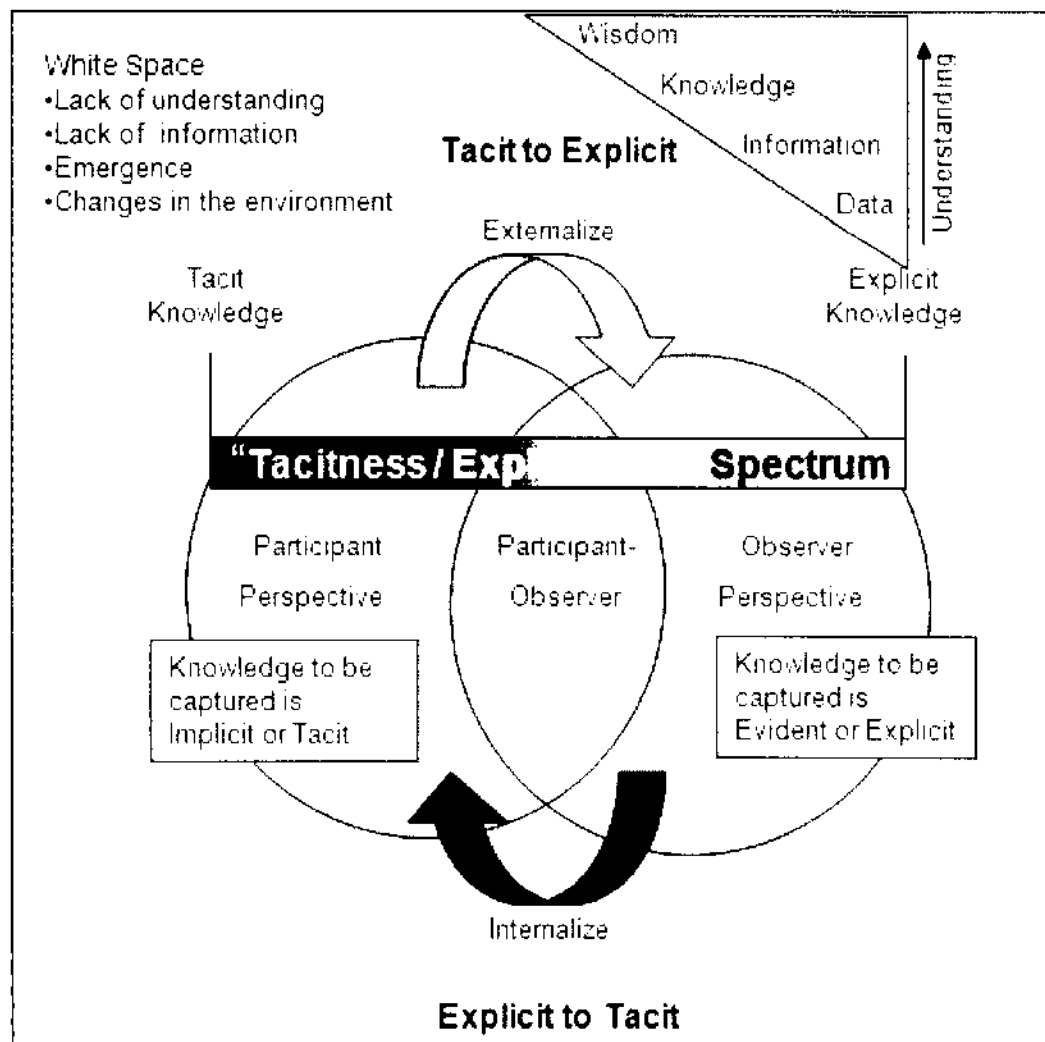 White Space
•Lack of understanding
•Lack of information
•Emergence
•Changes in the environment
Wisdom
Knowledge
Information
Data
Understanding
Tacit to Explicit
Externalize
Tacit
Knowledge
Explicit
Knowledge
“Tacitness / Exp Spectrum
Participant
Perspective
Participant-
Observer
Observer
Perspective
Knowledge to be
captured is
Implicit or Tacit
Knowledge to be
captured is
Evident or Explicit
Internalize
Explicit to Tacit